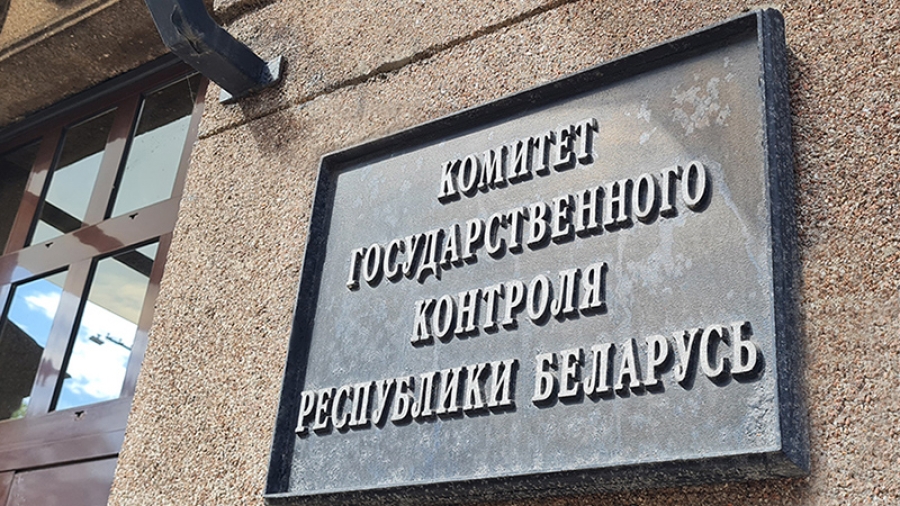 КОМИТЕТ
ГОСУДАРСТВЕННОГО
КОНТРОЛЯ
РЕСПУБЛИКИ БЕЛАРУСЬ